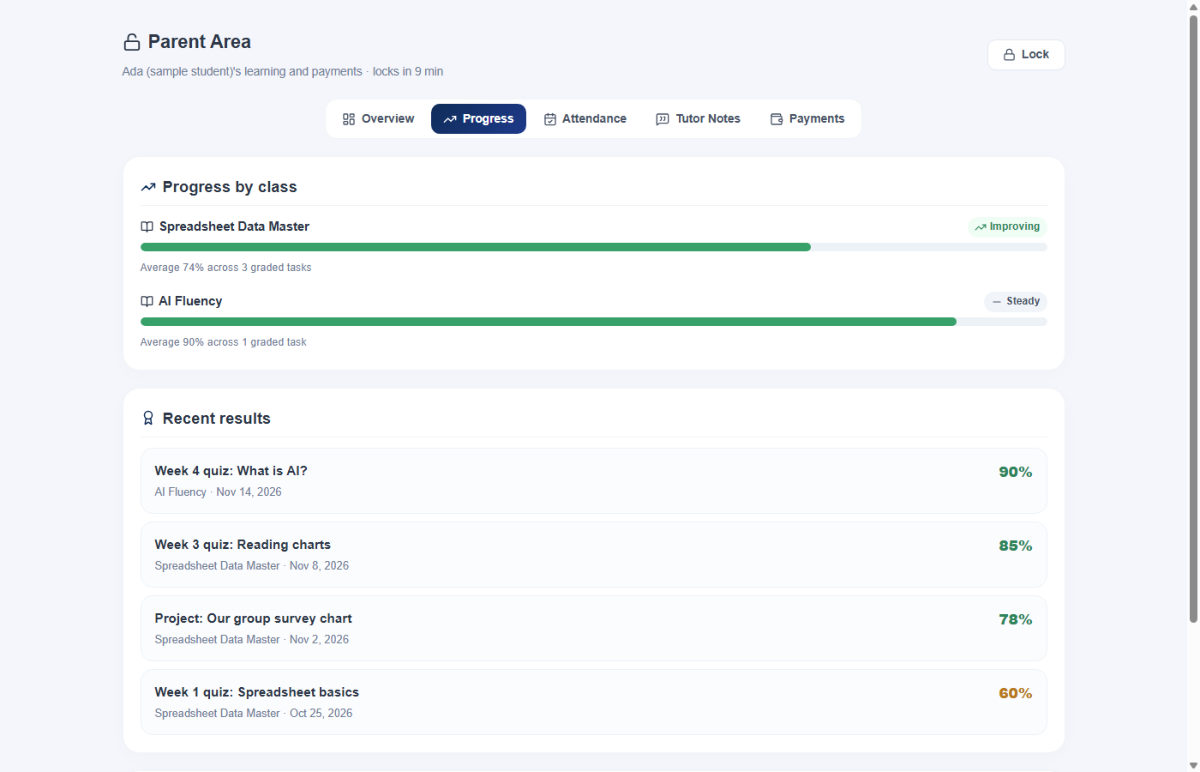 Parent Area
Ada (sample student)'s learning and payments · locks in 9 min
Lock
Overview
Progress
Attendance
Tutor Notes
Payments
Progress by class
Spreadsheet Data Master
Improving
Average 74% across 3 graded tasks
AI Fluency
Steady
Average 90% across 1 graded task
Recent results
Week 4 quiz: What is AI?
90%
AI Fluency · Nov 14, 2026
Week 3 quiz: Reading charts
85%
Spreadsheet Data Master · Nov 8, 2026
Project: Our group survey chart
78%
Spreadsheet Data Master · Nov 2, 2026
Week 1 quiz: Spreadsheet basics
60%
Spreadsheet Data Master · Oct 25, 2026